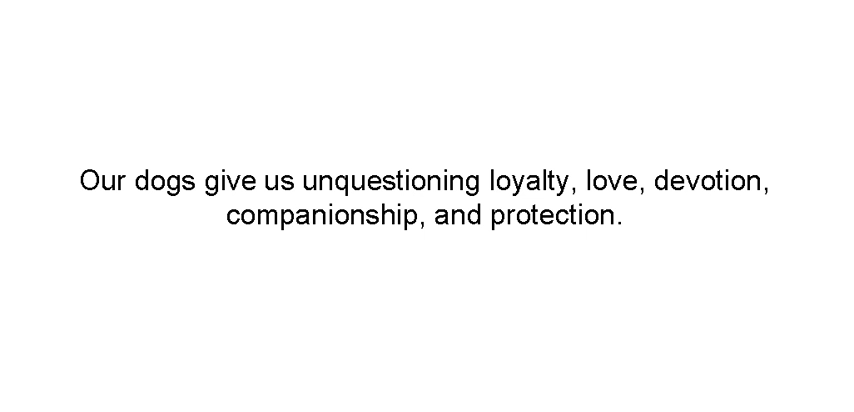 Our dogs give us unquestioning loyalty, love, devotion,
companionship, and protection.